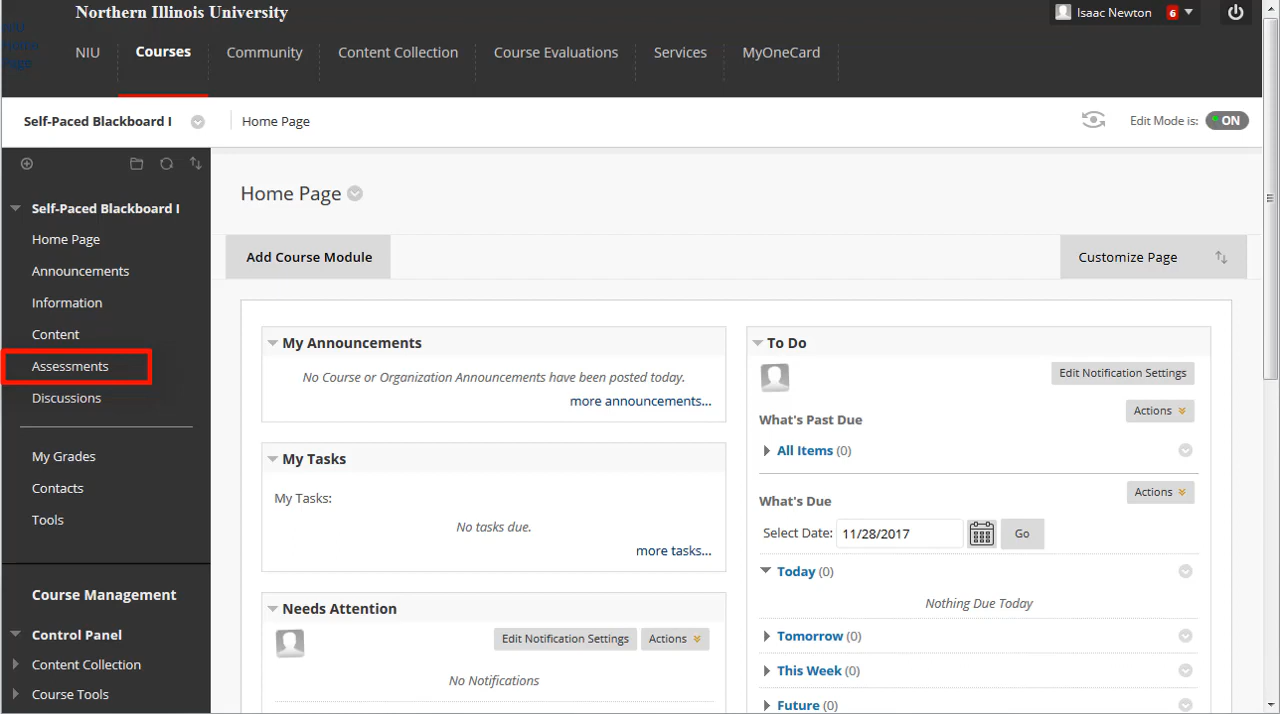 Northern Illinois University
Isaac Newton 6
NIU Home Page
NIU Courses Community Content Collection Course Evaluations Services MyOneCard
Self-Paced Blackboard I Home Page Edit Mode is: ON
Self-Paced Blackboard I
Home Page
Announcements
Information
Content
Assessments
Discussions
My Grades
Contacts
Tools
Course Management
Control Panel
Content Collection
Course Tools
Home Page
Add Course Module Customize Page
My Announcements
No Course or Organization Announcements have been posted today.
more announcements...
My Tasks
My Tasks:
No tasks due.
more tasks...
Needs Attention
Edit Notification Settings Actions
No Notifications
To Do
Edit Notification Settings
Actions
What's Past Due
All Items (0)
Actions
What's Due
Select Date: 11/28/2017 Go
Today (0)
Nothing Due Today
Tomorrow (0)
This Week (0)
Future (0)